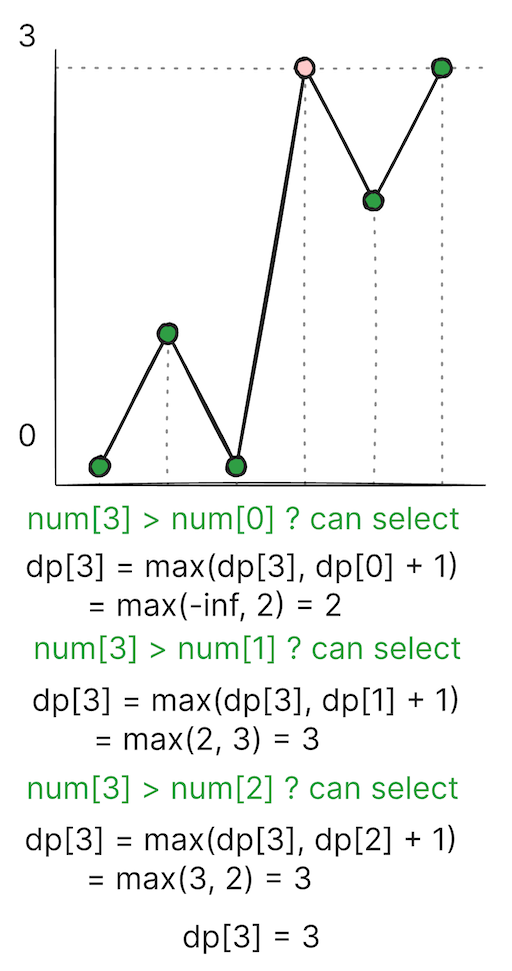 3
0
num[3] > num[0] ? can select
dp[3] = max(dp[3], dp[0] + 1)
= max(-inf, 2) = 2
num[3] > num[1] ? can select
dp[3] = max(dp[3], dp[1] + 1)
= max(2, 3) = 3
num[3] > num[2] ? can select
dp[3] = max(dp[3], dp[2] + 1)
= max(3, 2) = 3
dp[3] = 3